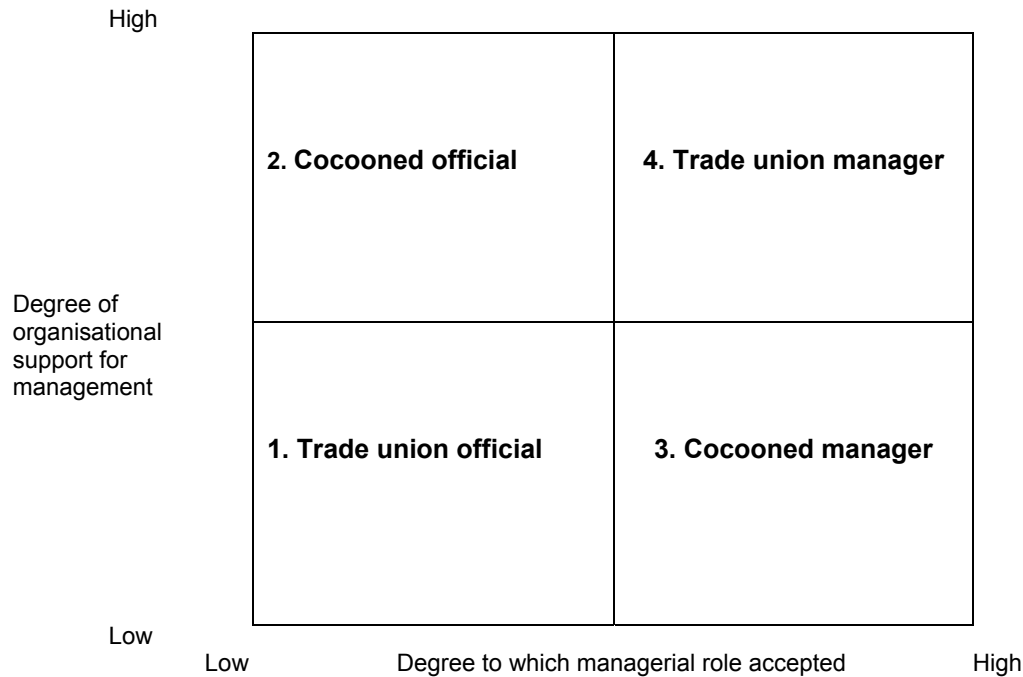 High
2. Cocooned official
4. Trade union manager
Degree of
organisational
support for
management
1. Trade union official
3. Cocooned manager
Low
Low
Degree to which managerial role accepted
High